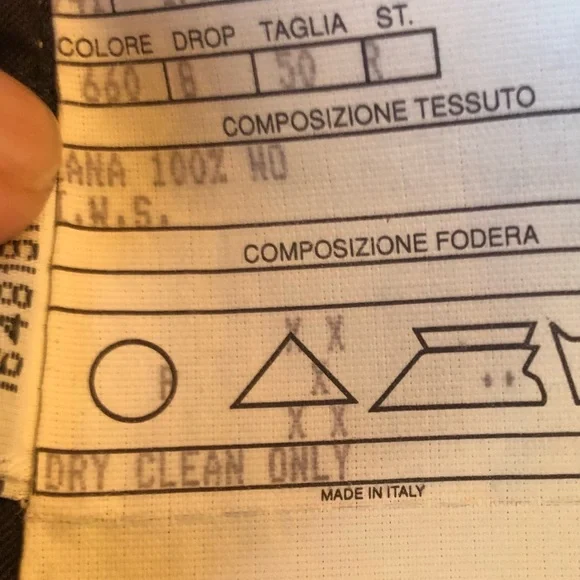 COLORE DROP TAGLIA ST.
660 8 50 R
COMPOSIZIONE TESSUTO
ANA 100% WO
.W.S.
COMPOSIZIONE FODERA
P X X
X
X X
DRY CLEAN ONLY
MADE IN ITALY